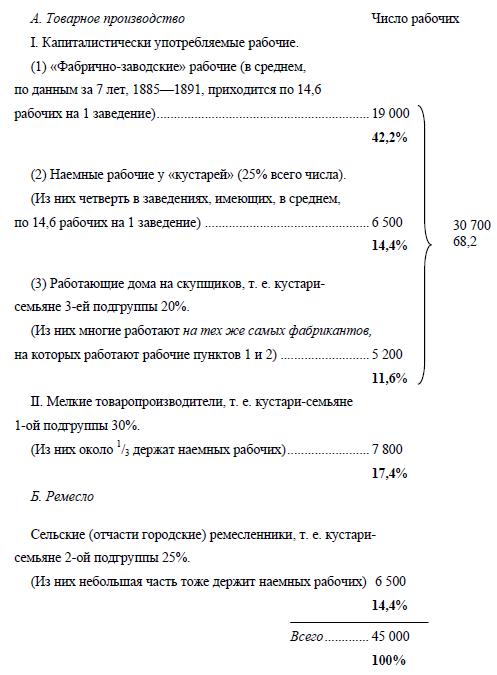 А. Товарное производство Число рабочих
I. Капиталистически употребляемые рабочие.
(1) «Фабрично-заводские» рабочие (в среднем,
по данным за 7 лет, 1885—1891, приходится по 14,6
рабочих на 1 заведение)............................................................... 19 000
42,2%
(2) Наемные рабочие у «кустарей» (25% всего числа).
(Из них четверть в заведениях, имеющих, в среднем,
по 14,6 рабочих на 1 заведение) ................................................. 6 500
14,4%
30 700
68,2
(3) Работающие дома на скупщиков, т. е. кустари-
семьяне 3-ей подгруппы 20%.
(Из них многие работают на тех же самых фабрикантов,
на которых работают рабочие пунктов 1 и 2) .......................... 5 200
11,6%
II. Мелкие товаропроизводители, т. е. кустари-семьяне
1-ой подгруппы 30%.
(Из них около 1/3 держат наемных рабочих)........................ 7 800
17,4%
Б. Ремесло
Сельские (отчасти городские) ремесленники, т. е. кустари-
семьяне 2-ой подгруппы 25%.
(Из них небольшая часть тоже держит наемных рабочих) 6 500
14,4%
Всего ............. 45 000
100%